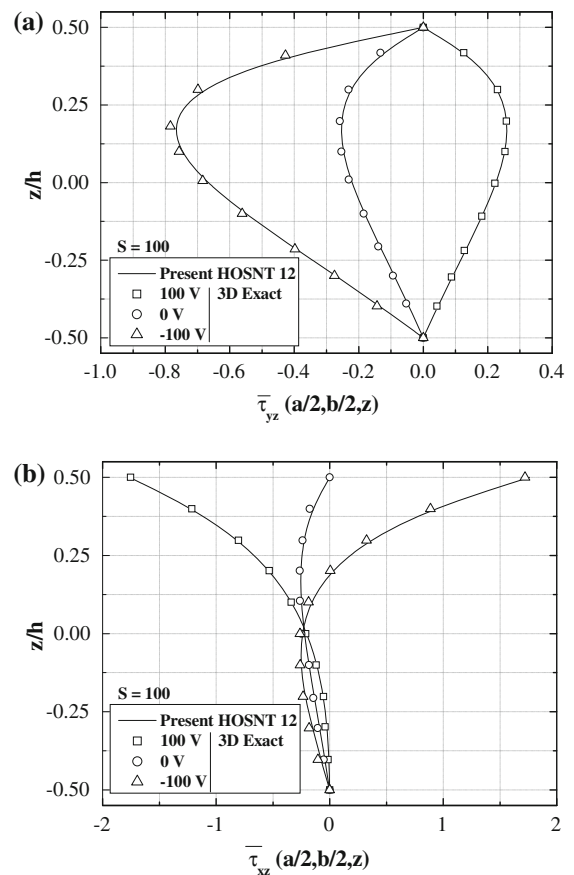 (a)
0.50
0.25
0.00
-0.25
-0.50
z/h
S = 100
Present HOSNT 12
100 V 3D Exact
0 V
-100 V
-1.0 -0.8 -0.6 -0.4 -0.2 0.0 0.2 0.4
τ̅yz (a/2,b/2,z)
(b)
0.50
0.25
0.00
-0.25
-0.50
z/h
S = 100
Present HOSNT 12
100 V 3D Exact
0 V
-100 V
-2 -1 0 1 2
τ̅xz (a/2,b/2,z)